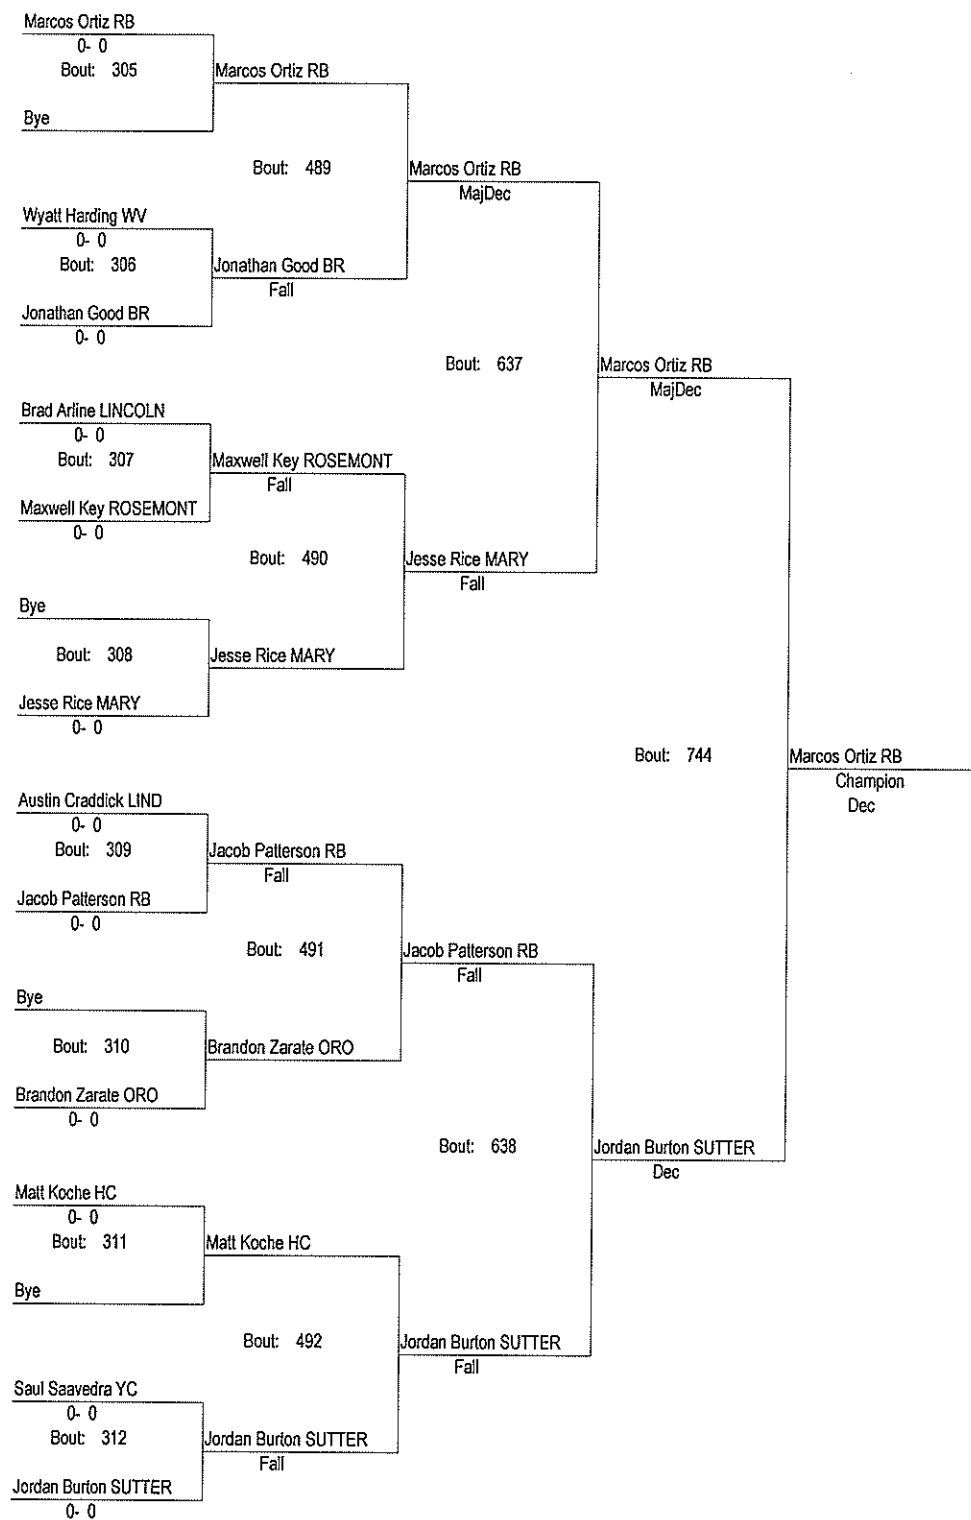 Marcos Ortiz RB
0- 0
Bout: 305
Marcos Ortiz RB
Bye
Bout: 489
Marcos Ortiz RB
MajDec
Wyatt Harding WV
0- 0
Bout: 306
Jonathan Good BR
Fall
Jonathan Good BR
0- 0
Bout: 637
Marcos Ortiz RB
MajDec
Brad Arline LINCOLN
0- 0
Bout: 307
Maxwell Key ROSEMONT
Fall
Maxwell Key ROSEMONT
0- 0
Bout: 490
Jesse Rice MARY
Fall
Bye
Bout: 308
Jesse Rice MARY
Jesse Rice MARY
0- 0
Bout: 744
Marcos Ortiz RB
Champion
Dec
Austin Craddick LIND
0- 0
Bout: 309
Jacob Patterson RB
Fall
Jacob Patterson RB
0- 0
Bout: 491
Jacob Patterson RB
Fall
Bye
Bout: 310
Brandon Zarate ORO
Brandon Zarate ORO
0- 0
Bout: 638
Jordan Burton SUTTER
Dec
Matt Koche HC
0- 0
Bout: 311
Matt Koche HC
Bye
Bout: 492
Jordan Burton SUTTER
Fall
Saul Saavedra YC
0- 0
Bout: 312
Jordan Burton SUTTER
Fall
Jordan Burton SUTTER
0- 0